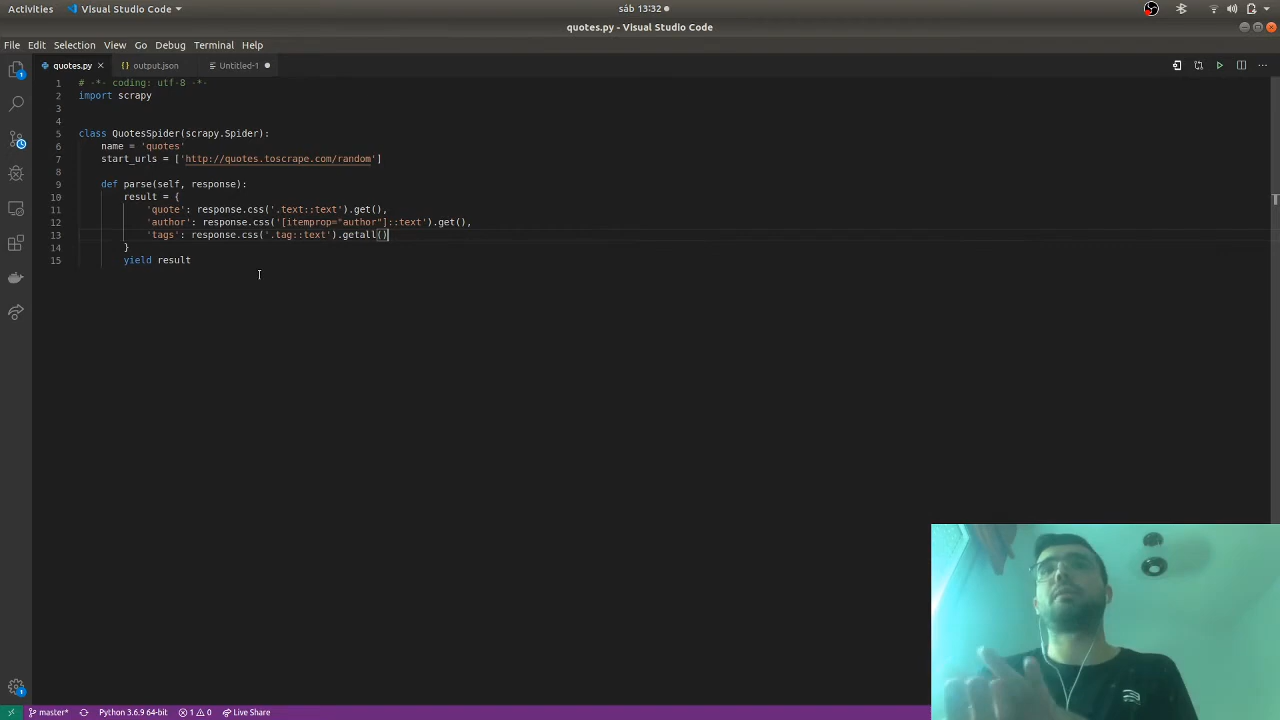 Activities Visual Studio Code sáb 13:32
quotes.py - Visual Studio Code
File Edit Selection View Go Debug Terminal Help
quotes.py output.json Untitled-1
1 # -*- coding: utf-8 -*-
2 import scrapy
3
4
5 class QuotesSpider(scrapy.Spider):
6 name = 'quotes'
7 start_urls = ['http://quotes.toscrape.com/random']
8
9 def parse(self, response):
10 result = {
11 'quote': response.css('.text::text').get(),
12 'author': response.css('[itemprop="author"]::text').get(),
13 'tags': response.css('.tag::text').getall()
14 }
15 yield result
master* Python 3.6.9 64-bit 1 0 Live Share